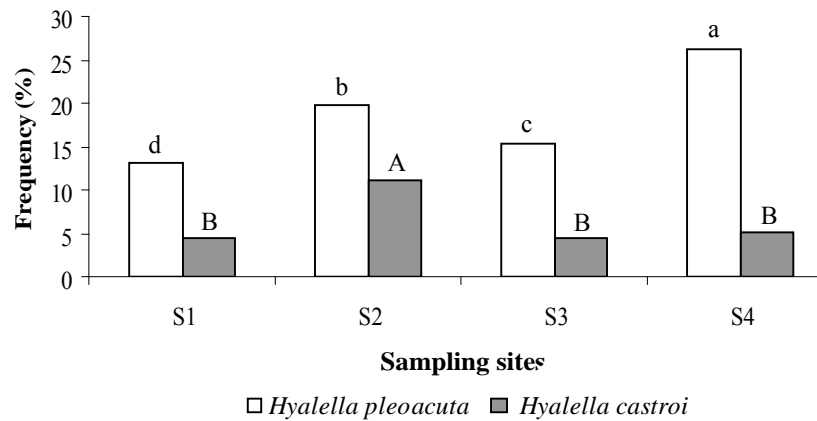 30
25
20
15
10
5
0
Frequency (%)
d
B
b
A
c
B
a
B
S1 S2 S3 S4
Sampling sites
Hyalella pleoacuta Hyalella castroi